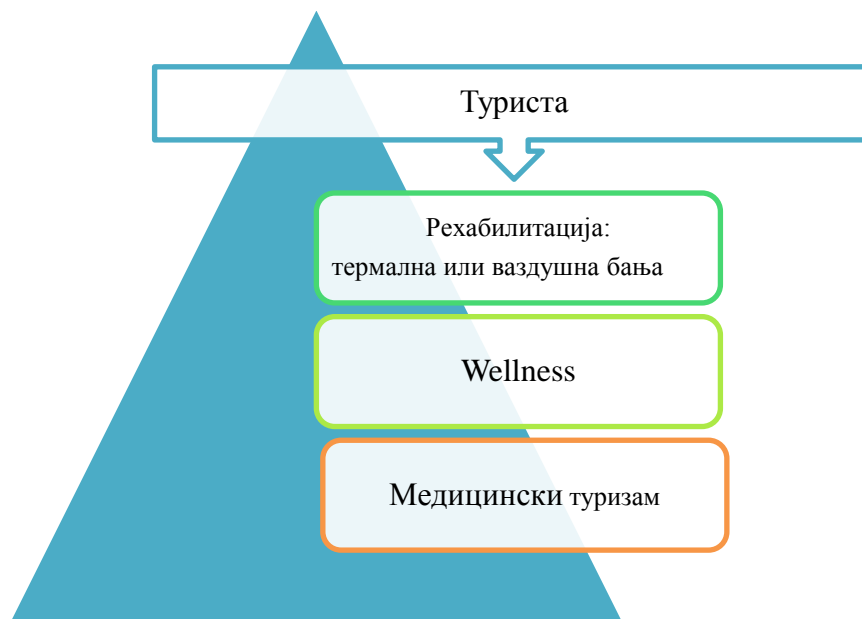 Туриста
Рехабилитација:
термална или ваздушна бања
Wellness
Медицински туризам